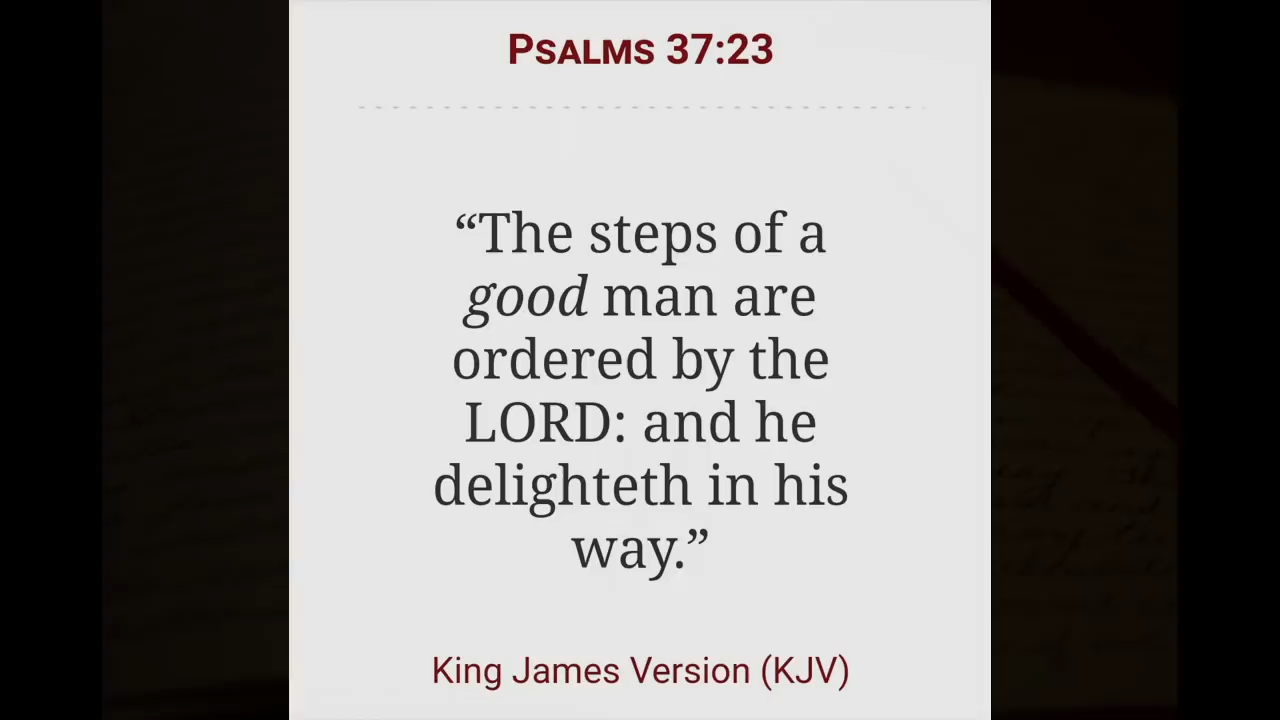 PSALMS 37:23
“The steps of a
good man are
ordered by the
LORD: and he
delighteth in his
way.”
King James Version (KJV)